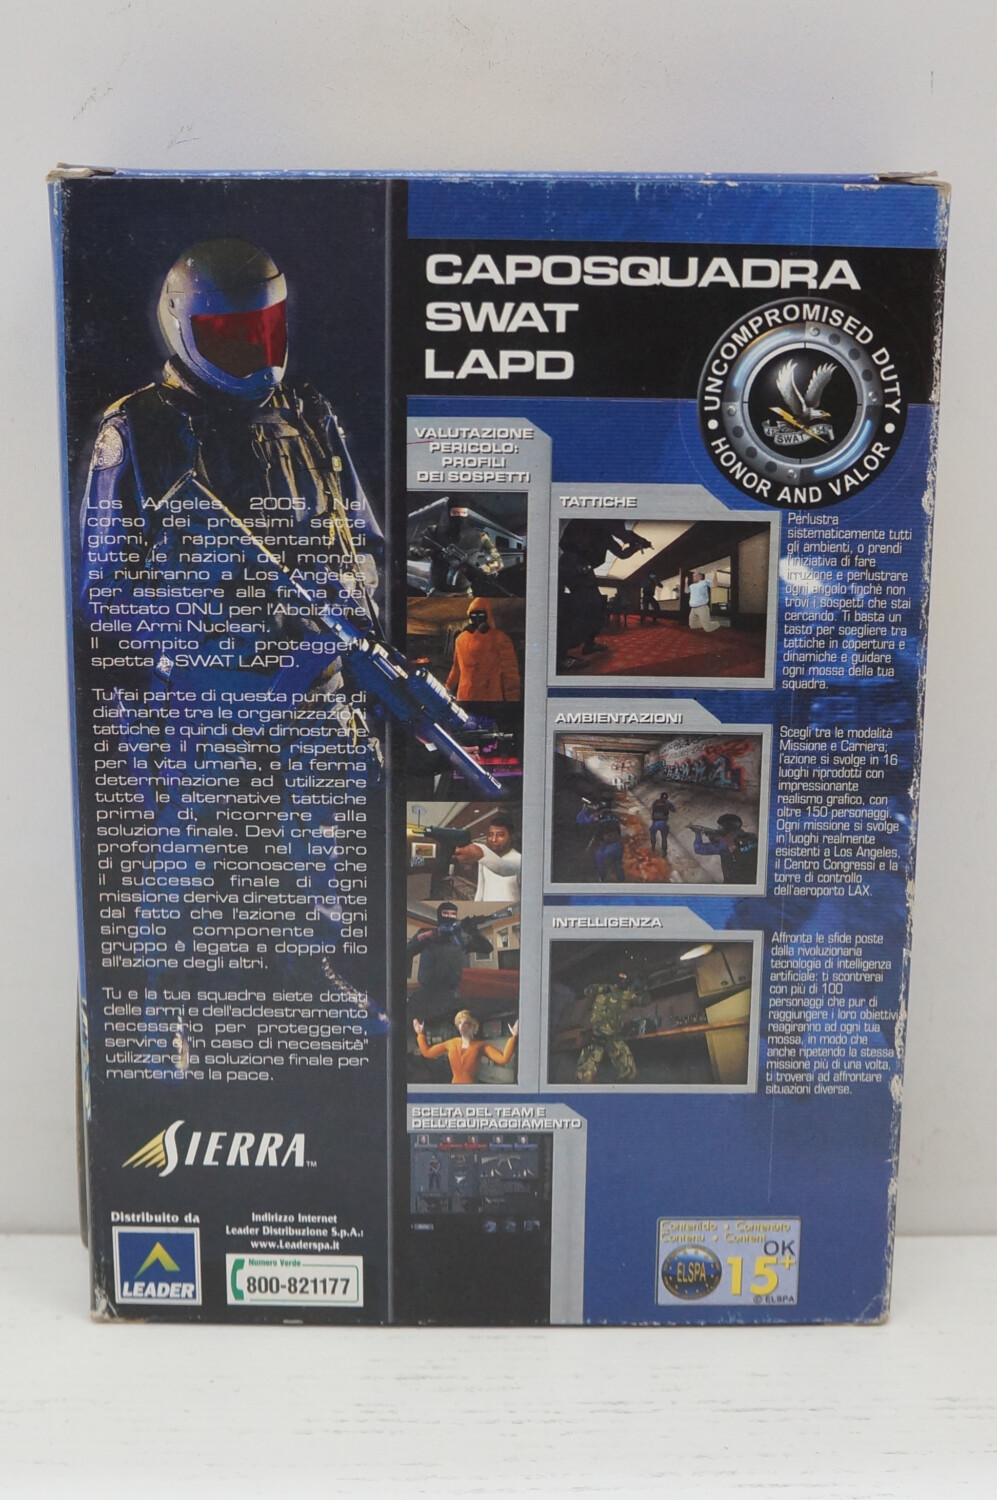 CAPOSQUADRA
SWAT
LAPD
UNCOMPROMISED DUTY
HONOR AND VALOR
SWAT
VALUTAZIONE
PERICOLO:
PROFILI
DEI SOSPETTI
Los Angeles, 2005. Nel
corso dei prossimi sette
giorni, i rappresentanti di
tutte le nazioni del mondo
si riuniranno a Los Angeles
per assistere alla firma del
Trattato ONU per l'Abolizione
delle Armi Nucleari.
Il compito di proteggerli
spetta a SWAT LAPD.
Tu fai parte di questa punta di
diamante tra le organizzazioni
tattiche e quindi devi dimostrare
di avere il massimo rispetto
per la vita umana, e la ferma
determinazione ad utilizzare
tutte le alternative tattiche
prima di, ricorrere alla
soluzione finale. Devi credere
profondamente nel lavoro
di gruppo e riconoscere che
il successo finale di ogni
missione deriva direttamente
dal fatto che l'azione di ogni
singolo componente del
gruppo è legata a doppio filo
all'azione degli altri.
Tu e la tua squadra siete dotati
delle armi e dell'addestramento
necessario per proteggere,
servire e "in caso di necessità"
utilizzare la soluzione finale per
mantenere la pace.
TATTICHE
Perlustra
sistematicamente tutti
gli ambienti, o prendi
l'iniziativa di fare
irruzione e perlustrare
ogni angolo finchè non
trovi i sospetti che stai
cercando. Ti basta un
tasto per scegliere tra
tattiche in copertura e
dinamiche e guidare
ogni mossa della tua
squadra.
AMBIENTAZIONI
Scegli tra le modalità
Missione e Carriera;
l'azione si svolge in 16
luoghi riprodotti con
impressionante
realismo grafico, con
oltre 150 personaggi.
Ogni missione si svolge
in luoghi realmente
esistenti a Los Angeles,
il Centro Congressi e la
torre di controllo
dell'aeroporto LAX.
INTELLIGENZA
Affronta le sfide poste
dalla rivoluzionaria
tecnologia di intelligenza
artificiale: ti scontrerai
con più di 100
personaggi che pur di
raggiungere i loro obiettivi
reagiranno ad ogni tua
mossa, in modo che
anche ripetendo la stessa
missione più di una volta,
ti troverai ad affrontare
situazioni diverse.
SCELTA DEL TEAM E
DELL'EQUIPAGGIAMENTO
SIERRA™
Distribuito da
LEADER
Indirizzo Internet
Leader Distribuzione S.p.A.:
www.Leaderspa.it
Numero Verde
800-821177
Contenido • Contenuto
Contenu • Content
OK
ELSPA
15+
© ELSPA